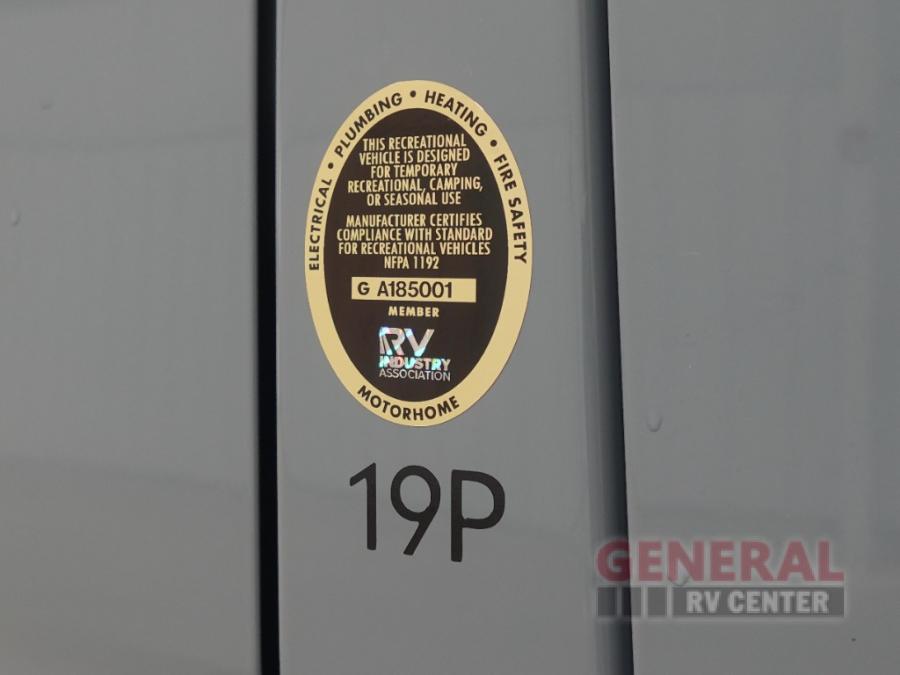 ELECTRICAL • PLUMBING • HEATING • FIRE SAFETY
THIS RECREATIONAL
VEHICLE IS DESIGNED
FOR TEMPORARY
RECREATIONAL, CAMPING,
OR SEASONAL USE
MANUFACTURER CERTIFIES
COMPLIANCE WITH STANDARD
FOR RECREATIONAL VEHICLES
NFPA 1192
G A185001
MEMBER
RV
INDUSTRY
ASSOCIATION
MOTORHOME
19P
GENERAL
RV CENTER